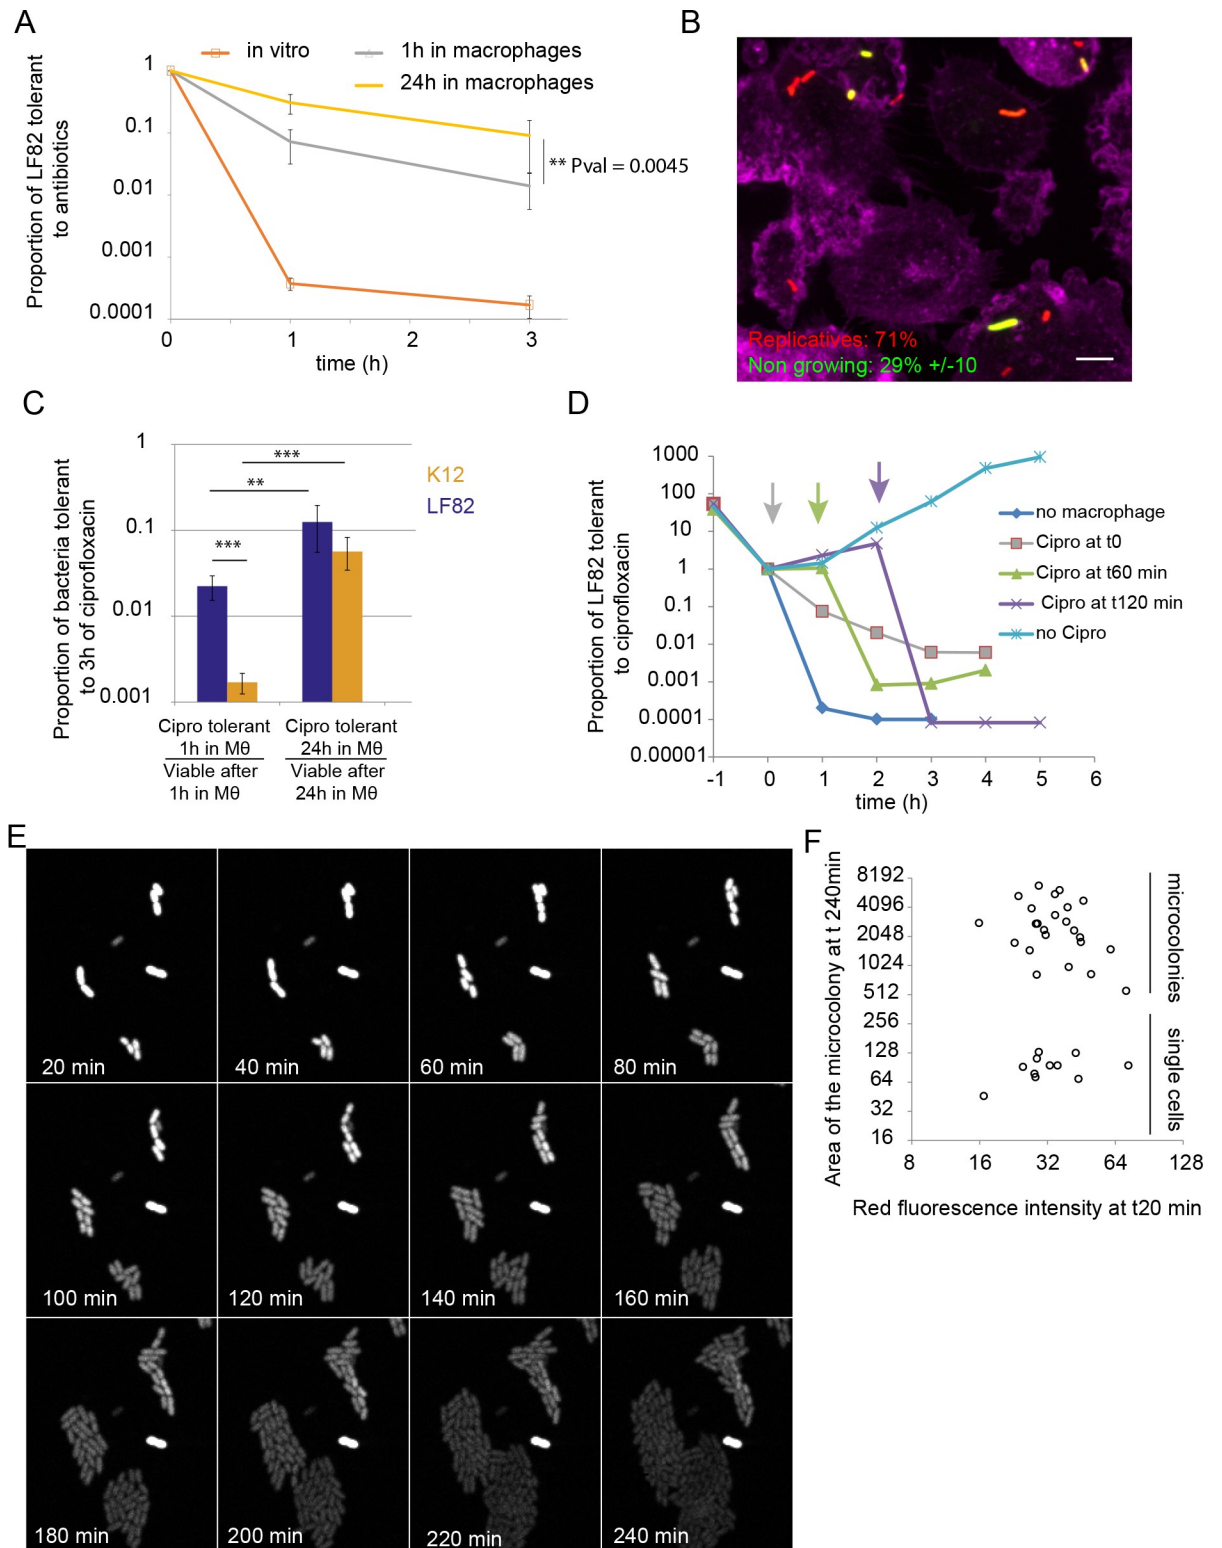 A
in vitro
1h in macrophages
24h in macrophages
Proportion of LF82 tolerant
to antibiotics
1
0.1
0.01
0.001
0.0001
** Pval = 0.0045
0 1 2 3
time (h)
B
Replicatives: 71%
Non growing: 29% +/-10
C
Proportion of bacteria tolerant
to 3h of ciprofloxacin
1
0.1
0.01
0.001
***
**
***
K12
LF82
Cipro tolerant
1h in Mθ
Viable after
1h in Mθ
Cipro tolerant
24h in Mθ
Viable after
24h in Mθ
D
Proportion of LF82 tolerant
to ciprofloxacin
1000
100
10
1
0.1
0.01
0.001
0.0001
0.00001
-1 0 1 2 3 4 5 6
time (h)
no macrophage
Cipro at t0
Cipro at t60 min
Cipro at t120 min
no Cipro
E
20 min
40 min
60 min
80 min
100 min
120 min
140 min
160 min
180 min
200 min
220 min
240 min
F
Area of the microcolony at t 240min
8192
4096
2048
1024
512
256
128
64
32
16
8 16 32 64 128
Red fluorescence intensity at t20 min
microcolonies
single cells